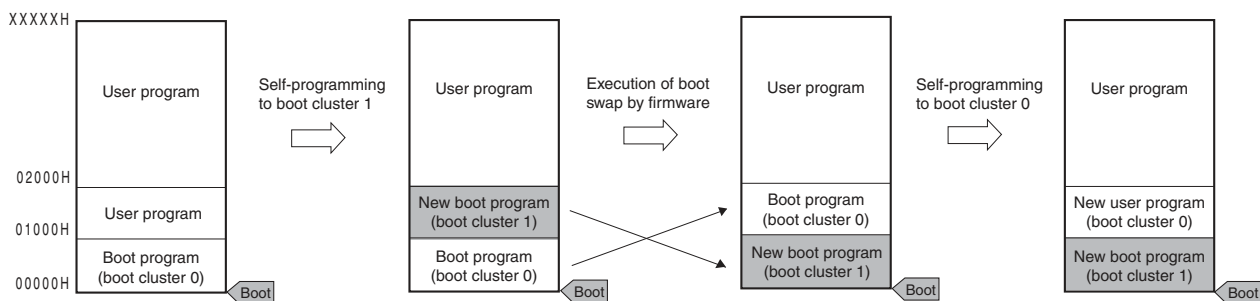 XXXXXH
User program
02000H
User program
01000H
Boot program
(boot cluster 0)
00000H
Boot
Self-programming
to boot cluster 1
User program
New boot program
(boot cluster 1)
Boot program
(boot cluster 0)
Boot
Execution of boot
swap by firmware
User program
Boot program
(boot cluster 0)
New boot program
(boot cluster 1)
Boot
Self-programming
to boot cluster 0
User program
New user program
(boot cluster 0)
New boot program
(boot cluster 1)
Boot